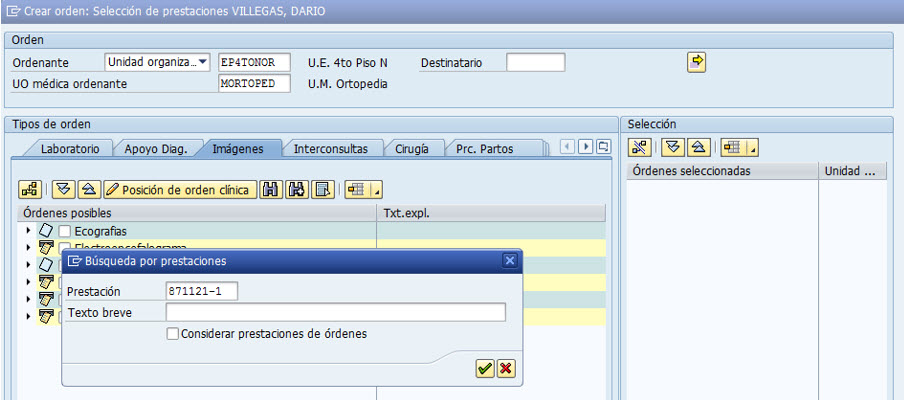 Crear orden: Selección de prestaciones VILLEGAS, DARIO
Orden
Ordenante Unidad organiza... EP4TONOR U.E. 4to Piso N Destinatario
UO médica ordenante MORTOPED U.M. Ortopedia
Tipos de orden
Laboratorio Apoyo Diag. Imágenes Interconsultas Cirugía Prc. Partos
Posición de orden clínica
Órdenes posibles Txt.expl.
Ecografias
Electroencefalograma
Búsqueda por prestaciones
Prestación 871121-1
Texto breve
Considerar prestaciones de órdenes
Selección
Órdenes seleccionadas Unidad ...